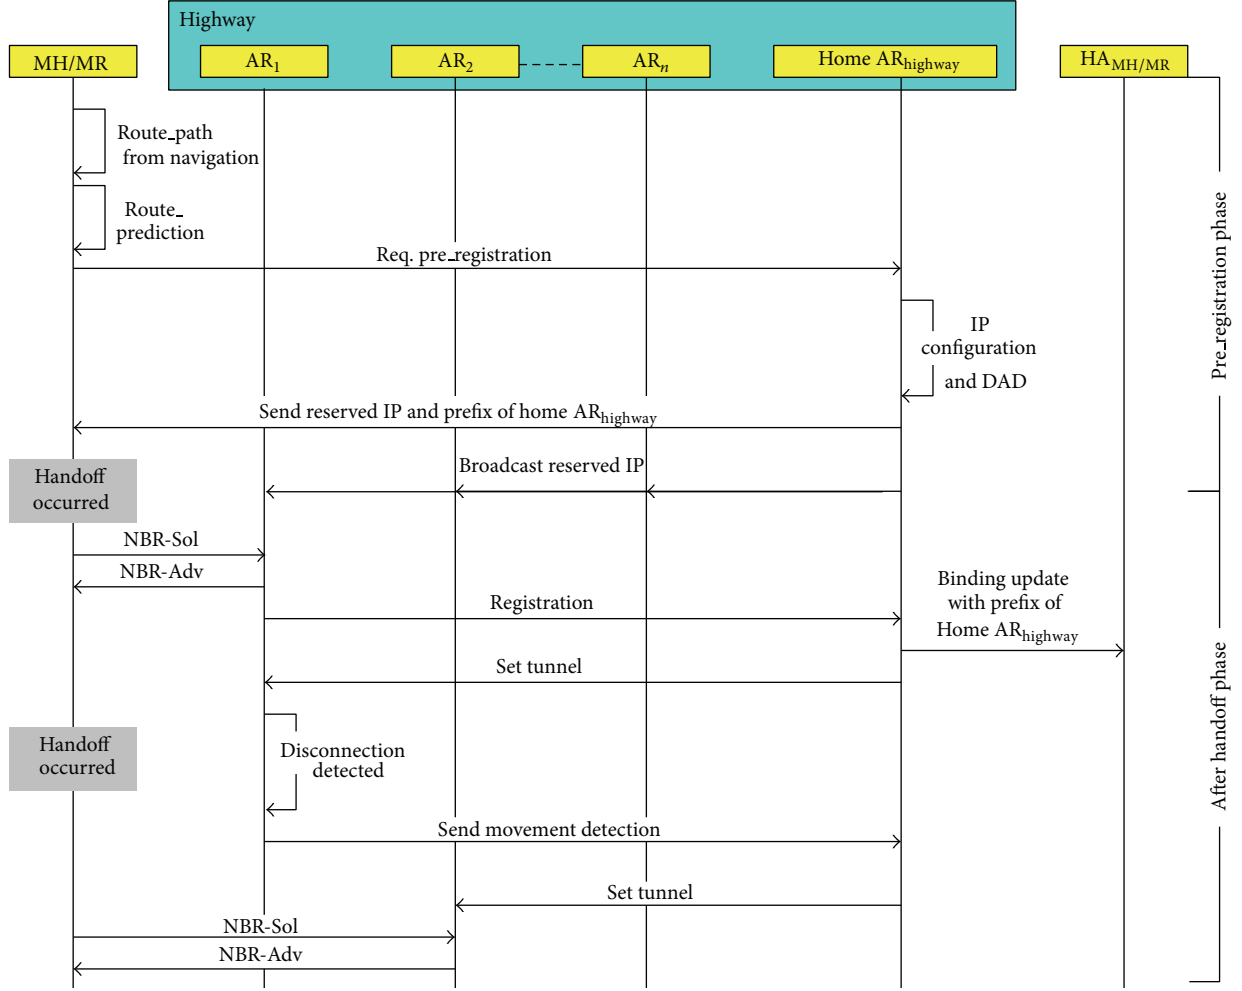 Highway
MH/MR
AR1
AR2
ARn
Home ARhighway
HAMH/MR
Route_path
from navigation
Route_
prediction
Req. pre_registration
IP
configuration
and DAD
Send reserved IP and prefix of home ARhighway
Broadcast reserved IP
Handoff
occurred
NBR-Sol
NBR-Adv
Registration
Binding update
with prefix of
Home ARhighway
Set tunnel
Handoff
occurred
Disconnection
detected
Send movement detection
Set tunnel
NBR-Sol
NBR-Adv
Pre_registration phase
After handoff phase